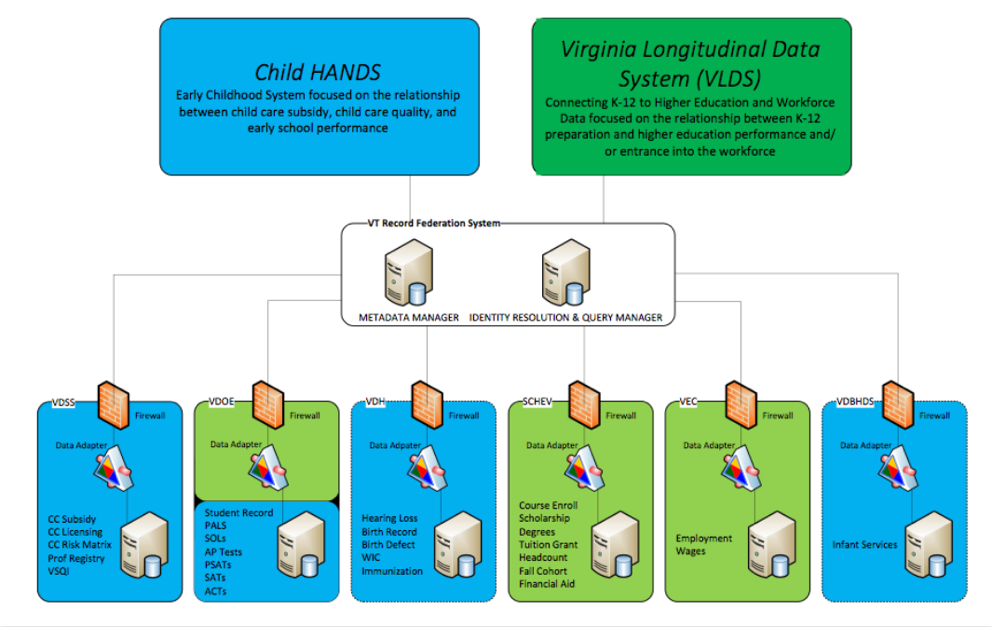 Child HANDS
Early Childhood System focused on the relationship
between child care subsidy, child care quality, and
early school performance
Virginia Longitudinal Data
System (VLDS)
Connecting K-12 to Higher Education and Workforce
Data focused on the relationship between K-12
preparation and higher education performance and/
or entrance into the workforce
VT Record Federation System
METADATA MANAGER
IDENTITY RESOLUTION & QUERY MANAGER
VDSS
Firewall
Data Adapter
CC Subsidy
CC Licensing
CC Risk Matrix
Prof Registry
VSQI
VDOE
Firewall
Data Adapter
Student Record
PALS
SOLs
AP Tests
PSATs
SATs
ACTs
VDH
Firewall
Data Adpater
Hearing Loss
Birth Record
Birth Defect
WIC
Immunization
SCHEV
Firewall
Data Adapter
Course Enroll
Scholarship
Degrees
Tuition Grant
Headcount
Fall Cohort
Financial Aid
VEC
Firewall
Data Adapter
Employment
Wages
VDBHDS
Firewall
Data Adapter
Infant Services